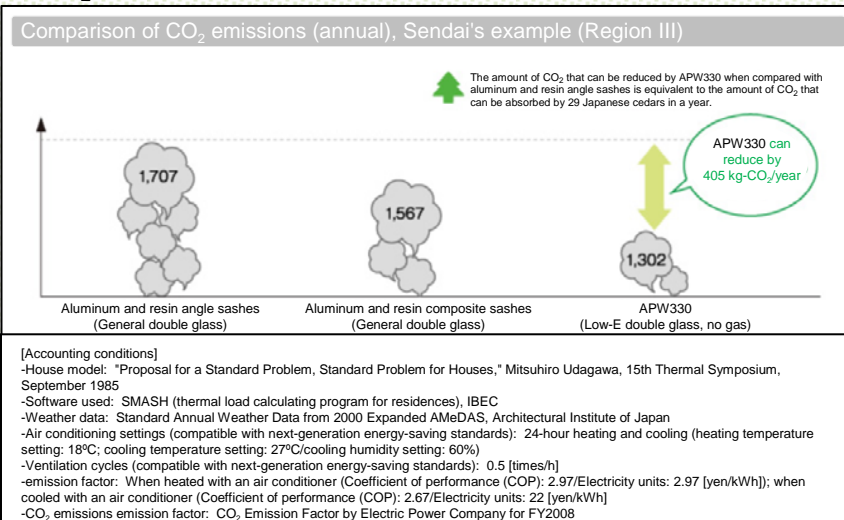 Comparison of CO₂ emissions (annual), Sendai's example (Region III)
The amount of CO₂ that can be reduced by APW330 when compared with
aluminum and resin angle sashes is equivalent to the amount of CO₂ that
can be absorbed by 29 Japanese cedars in a year.
APW330 can
reduce by
405 kg-CO₂/year
1,707
1,567
1,302
Aluminum and resin angle sashes
(General double glass)
Aluminum and resin composite sashes
(General double glass)
APW330
(Low-E double glass, no gas)
[Accounting conditions]
-House model:  "Proposal for a Standard Problem, Standard Problem for Houses," Mitsuhiro Udagawa, 15th Thermal Symposium,
September 1985
-Software used:  SMASH (thermal load calculating program for residences), IBEC
-Weather data:  Standard Annual Weather Data from 2000 Expanded AMeDAS, Architectural Institute of Japan
-Air conditioning settings (compatible with next-generation energy-saving standards):  24-hour heating and cooling (heating temperature
setting: 18ºC; cooling temperature setting: 27ºC/cooling humidity setting: 60%)
-Ventilation cycles (compatible with next-generation energy-saving standards):  0.5 [times/h]
-emission factor:  When heated with an air conditioner (Coefficient of performance (COP): 2.97/Electricity units: 2.97 [yen/kWh]); when
cooled with an air conditioner (Coefficient of performance (COP): 2.67/Electricity units: 22 [yen/kWh]
-CO₂ emissions emission factor:  CO₂ Emission Factor by Electric Power Company for FY2008